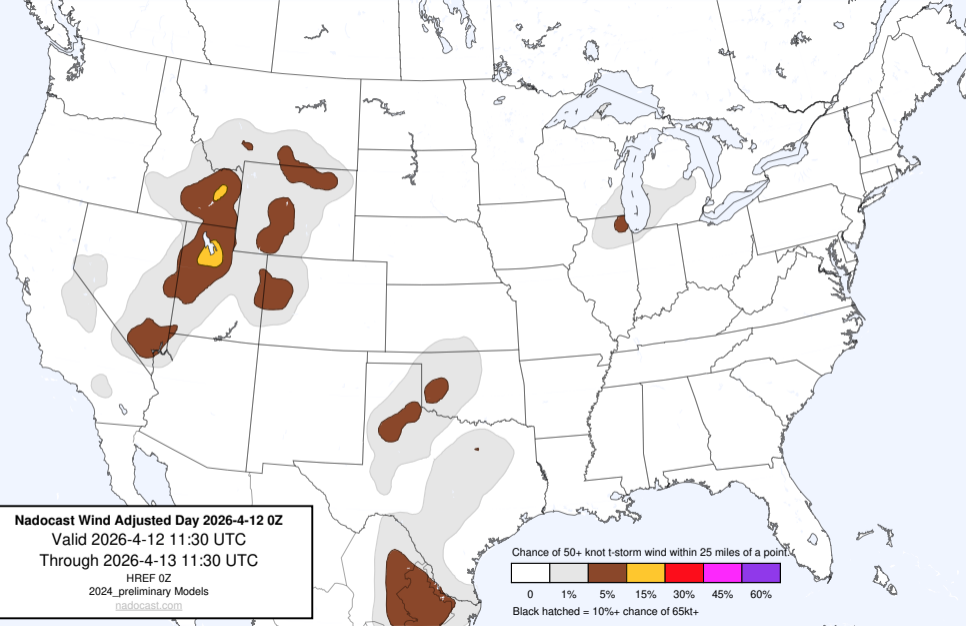 Nadocast Wind Adjusted Day 2026-4-12 0Z
Valid 2026-4-12 11:30 UTC
Through 2026-4-13 11:30 UTC
HREF 0Z
2024_preliminary Models
nadocast.com
Chance of 50+ knot t-storm wind within 25 miles of a point.
0 1% 5% 15% 30% 45% 60%
Black hatched = 10%+ chance of 65kt+